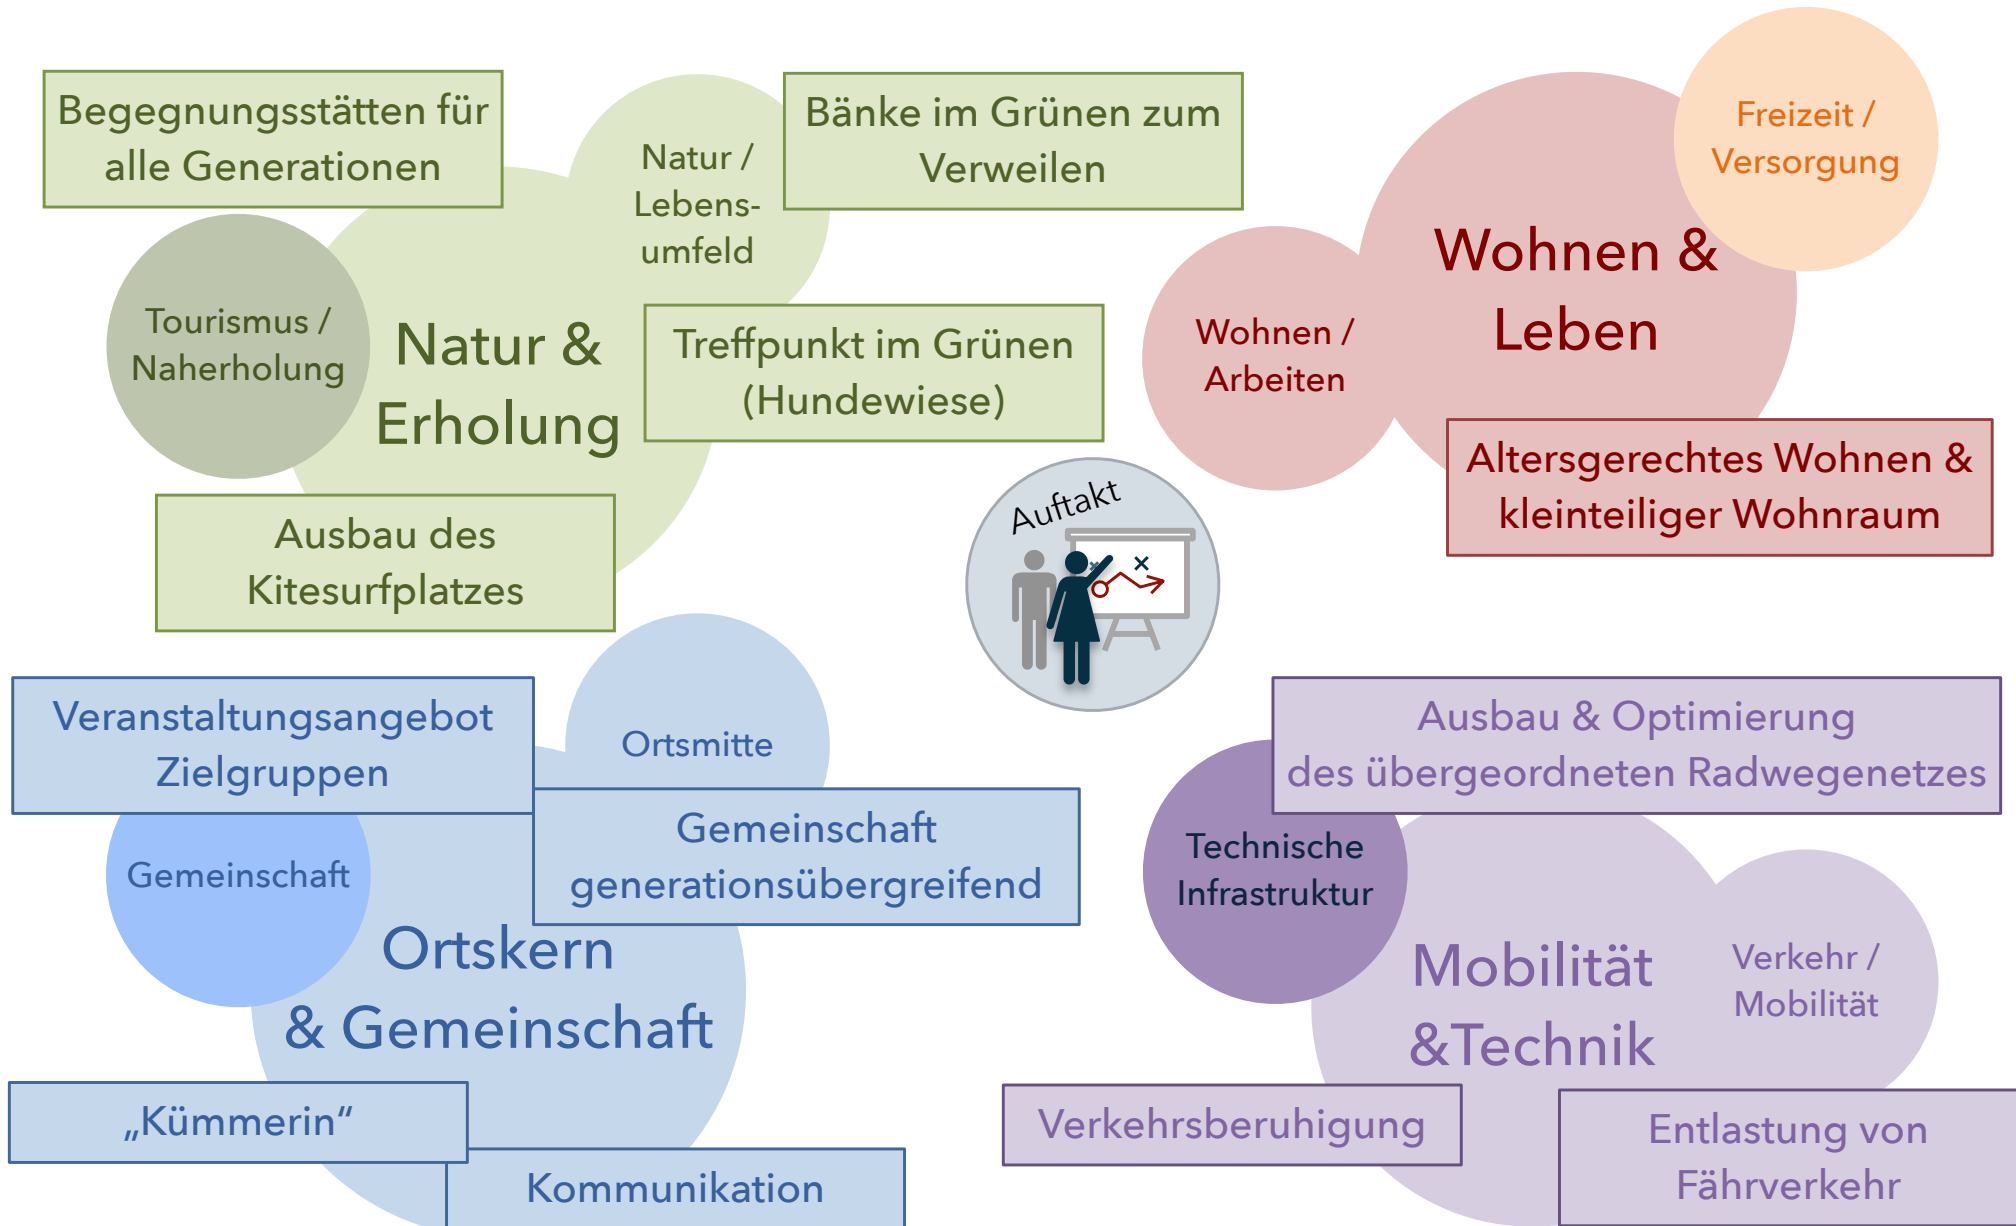 Begegnungsstätten für
alle Generationen
Natur /
Lebens-
umfeld
Bänke im Grünen zum
Verweilen
Tourismus /
Naherholung
Natur &
Erholung
Treffpunkt im Grünen
(Hundewiese)
Ausbau des
Kitesurfplatzes
Freizeit /
Versorgung
Wohnen &
Leben
Wohnen /
Arbeiten
Altersgerechtes Wohnen &
kleinteiliger Wohnraum
Auftakt
Veranstaltungsangebot
Zielgruppen
Ortsmitte
Gemeinschaft
generationsübergreifend
Gemeinschaft
Ortskern
& Gemeinschaft
„Kümmerin“
Kommunikation
Ausbau & Optimierung
des übergeordneten Radwegenetzes
Technische
Infrastruktur
Mobilität
&Technik
Verkehr /
Mobilität
Verkehrsberuhigung
Entlastung von
Fährverkehr